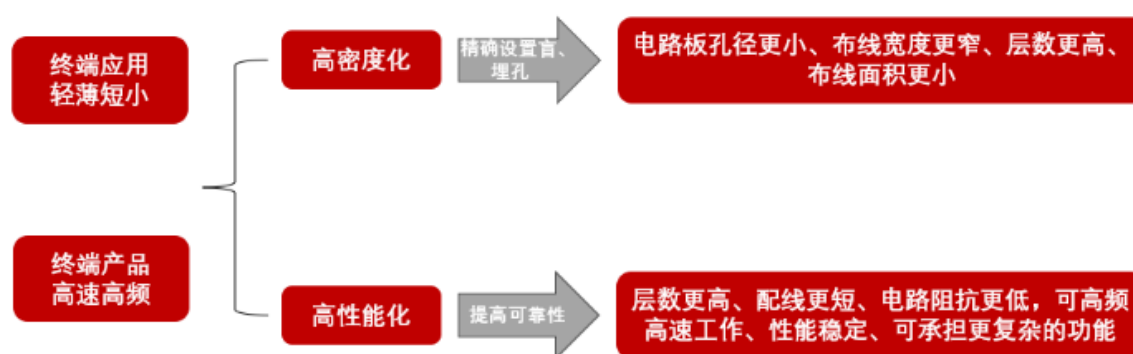 终端应用
轻薄短小
高密度化
精确设置盲、
埋孔
电路板孔径更小、布线宽度更窄、层数更高、
布线面积更小
终端产品
高速高频
高性能化
提高可靠性
层数更高、配线更短、电路阻抗更低，可高频
高速工作、性能稳定、可承担更复杂的功能